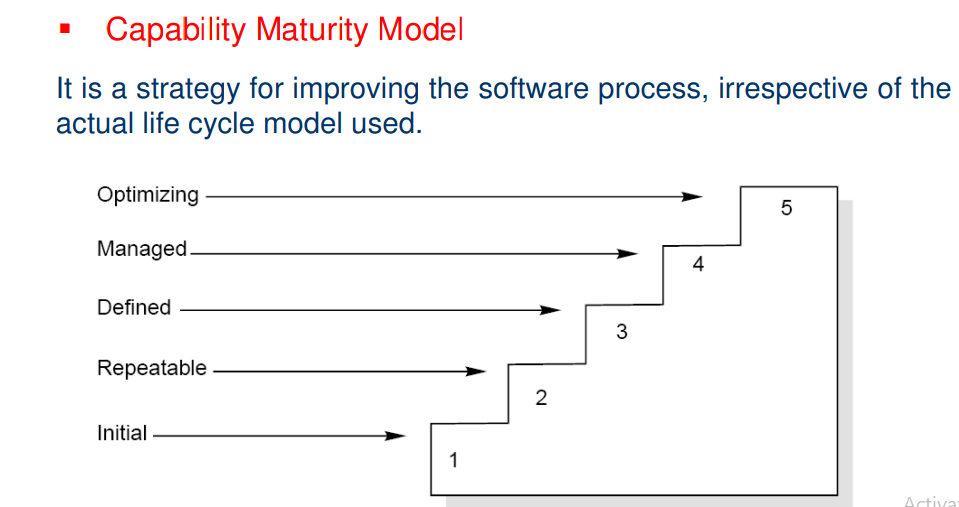 Capability Maturity Model
It is a strategy for improving the software process, irrespective of the
actual life cycle model used.
Optimizing
5
Managed
4
Defined
3
Repeatable
2
Initial
1